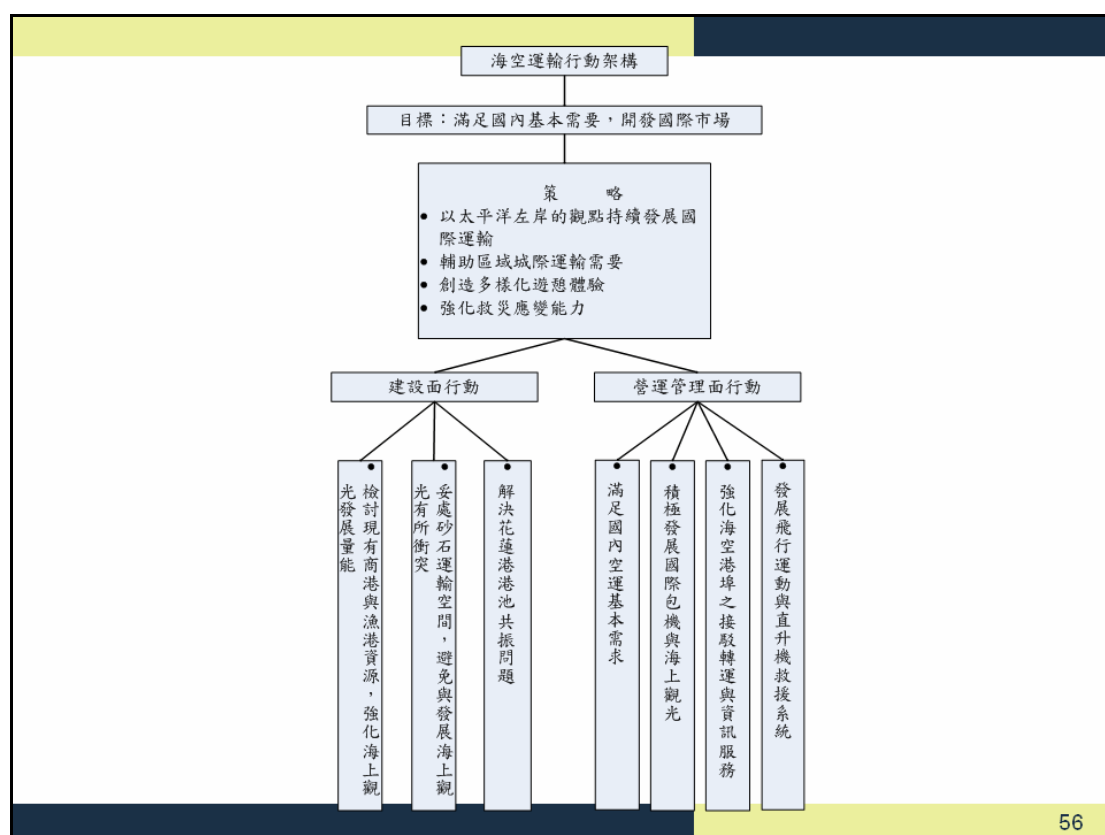 海空運輸行動架構
目標：滿足國內基本需要，開發國際市場
策 略
● 以太平洋左岸的觀點持續發展國
際運輸
● 輔助區域城際運輸需要
● 創造多樣化遊憩體驗
● 強化救災應變能力
建設面行動
營運管理面行動
● 檢討現有商港與漁港資源，強化海上觀
光發展量能
● 妥處砂石運輸空間，避免與發展海上觀
光有所衝突
● 解決花蓮港港池共振問題
● 滿足國內空運基本需求
● 積極發展國際包機與海上觀光
● 強化海空港埠之接駁轉運與資訊服務
● 發展飛行運動與直升機救援系統
56